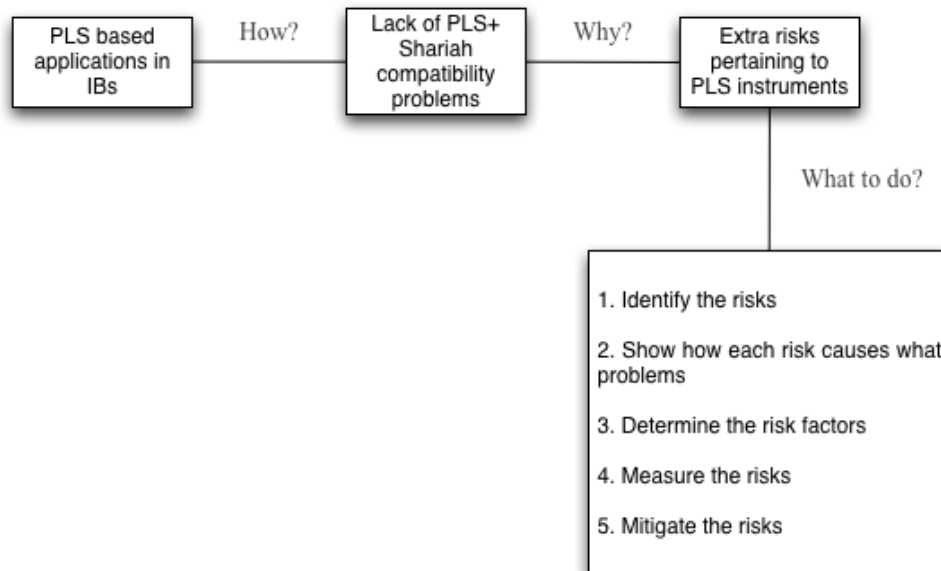 PLS based
applications in
IBs
How?
Lack of PLS+
Shariah
compatibility
problems
Why?
Extra risks
pertaining to
PLS instruments
What to do?
1. Identify the risks
2. Show how each risk causes what
problems
3. Determine the risk factors
4. Measure the risks
5. Mitigate the risks